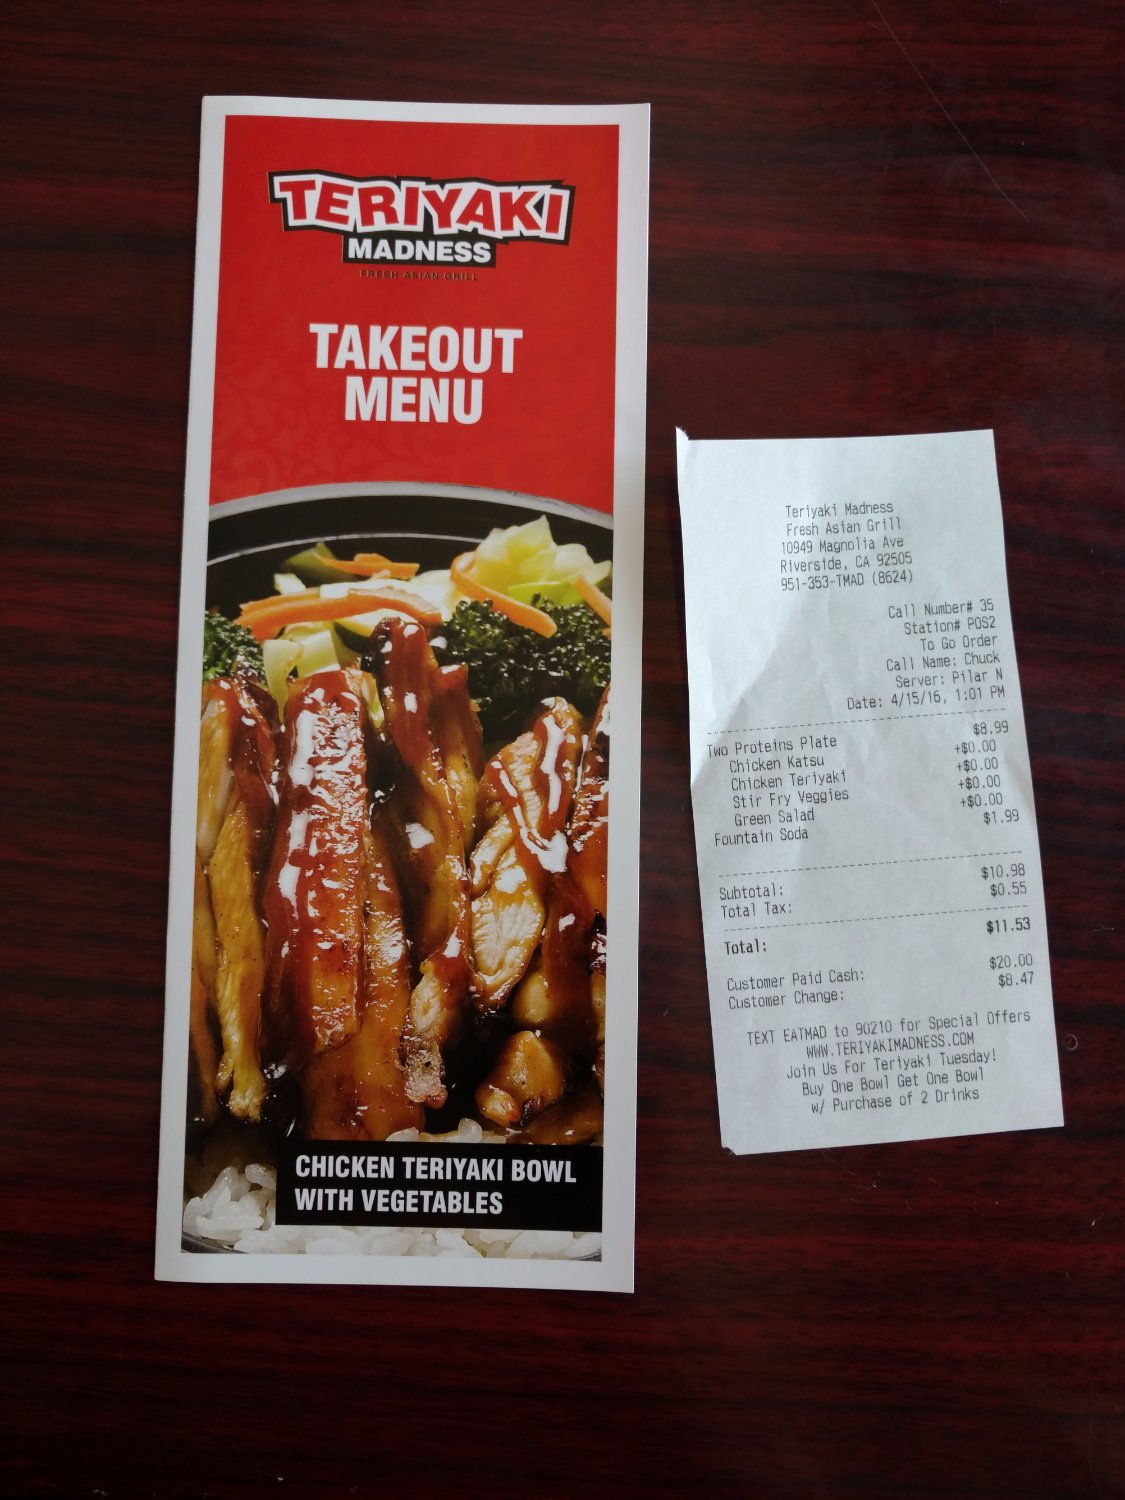 TERIYAKI
MADNESS
FRESH ASIAN GRILL
TAKEOUT
MENU
CHICKEN TERIYAKI BOWL
WITH VEGETABLES
Teriyaki Madness
Fresh Asian Grill
10949 Magnolia Ave
Riverside, CA 92505
951-353-TMAD (8624)
Call Number# 35
Station# POS2
To Go Order
Call Name: Chuck
Server: Pilar N
Date: 4/15/16, 1:01 PM
Two Proteins Plate $8.99
Chicken Katsu +$0.00
Chicken Teriyaki +$0.00
Stir Fry Veggies +$0.00
Green Salad +$0.00
Fountain Soda $1.99
Subtotal: $10.98
Total Tax: $0.55
Total: $11.53
Customer Paid Cash: $20.00
Customer Change: $8.47
TEXT EATMAD to 90210 for Special Offers
WWW.TERIYAKIMADNESS.COM
Join Us For Teriyaki Tuesday!
Buy One Bowl Get One Bowl
w/ Purchase of 2 Drinks